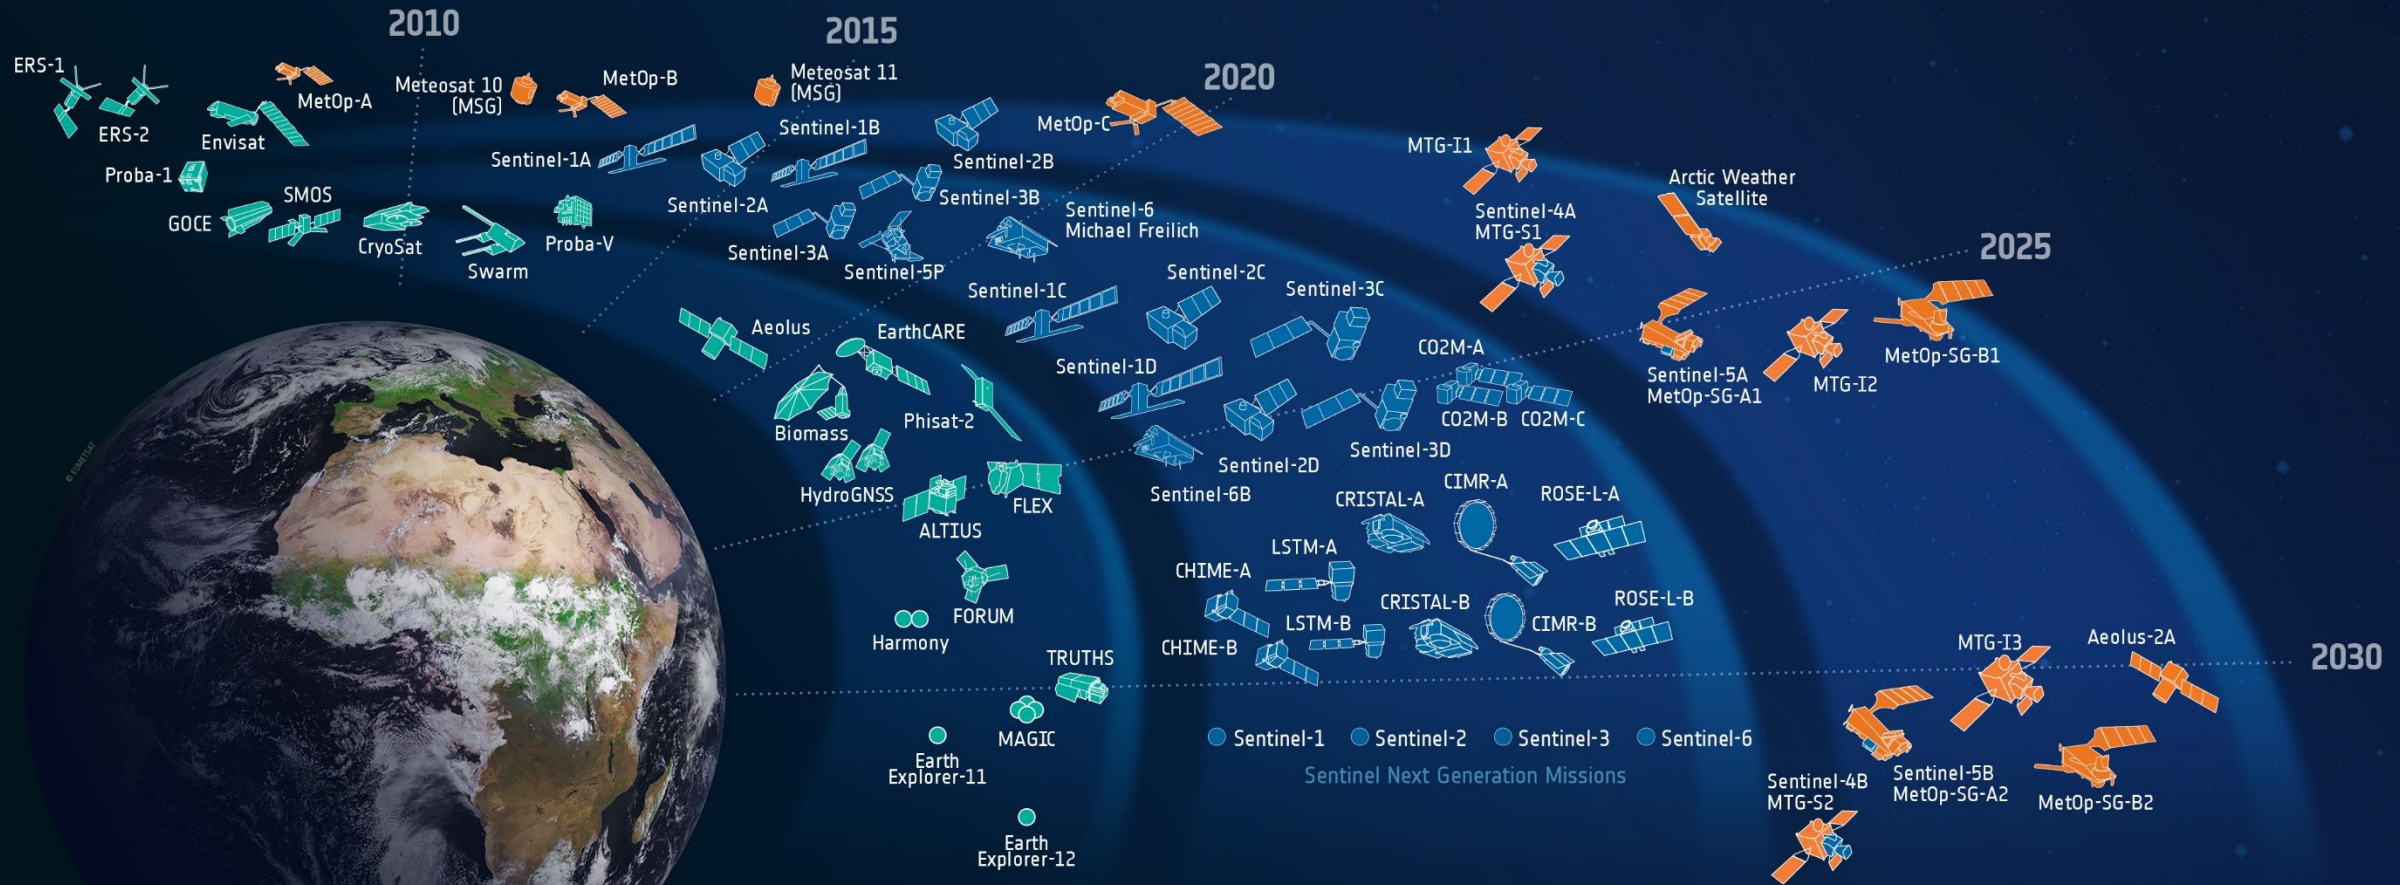 2010
2015
2020
2025
2030
ERS-1
ERS-2
MetOp-A
Envisat
Proba-1
GOCE
SMOS
CryoSat
Swarm
Proba-V
Meteosat 10
(MSG)
MetOp-B
Meteosat 11
(MSG)
MetOp-C
Sentinel-1A
Sentinel-2A
Sentinel-1B
Sentinel-2B
Sentinel-3B
Sentinel-3A
Sentinel-5P
Sentinel-6
Michael Freilich
MTG-I1
Sentinel-4A
MTG-S1
Arctic Weather
Satellite
Sentinel-1C
Sentinel-2C
Sentinel-3C
Sentinel-1D
Sentinel-2D
Sentinel-3D
Sentinel-6B
CO2M-A
CO2M-B
CO2M-C
Sentinel-5A
MetOp-SG-A1
MTG-I2
MetOp-SG-B1
Aeolus
EarthCARE
Biomass
Phisat-2
HydroGNSS
ALTIUS
FLEX
FORUM
Harmony
TRUTHS
MAGIC
Earth
Explorer-11
Earth
Explorer-12
CRISTAL-A
CIMR-A
ROSE-L-A
LSTM-A
CHIME-A
CRISTAL-B
CIMR-B
ROSE-L-B
LSTM-B
CHIME-B
Sentinel-1
Sentinel-2
Sentinel-3
Sentinel-6
Sentinel Next Generation Missions
MTG-I3
Aeolus-2A
Sentinel-5B
MetOp-SG-A2
MetOp-SG-B2
Sentinel-4B
MTG-S2
© EUMETSAT